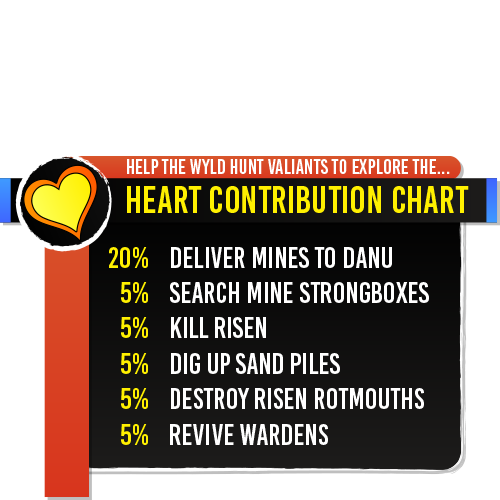 HELP THE WYLD HUNT VALIANTS TO EXPLORE THE...
HEART CONTRIBUTION CHART
20% DELIVER MINES TO DANU
5% SEARCH MINE STRONGBOXES
5% KILL RISEN
5% DIG UP SAND PILES
5% DESTROY RISEN ROTMOUTHS
5% REVIVE WARDENS